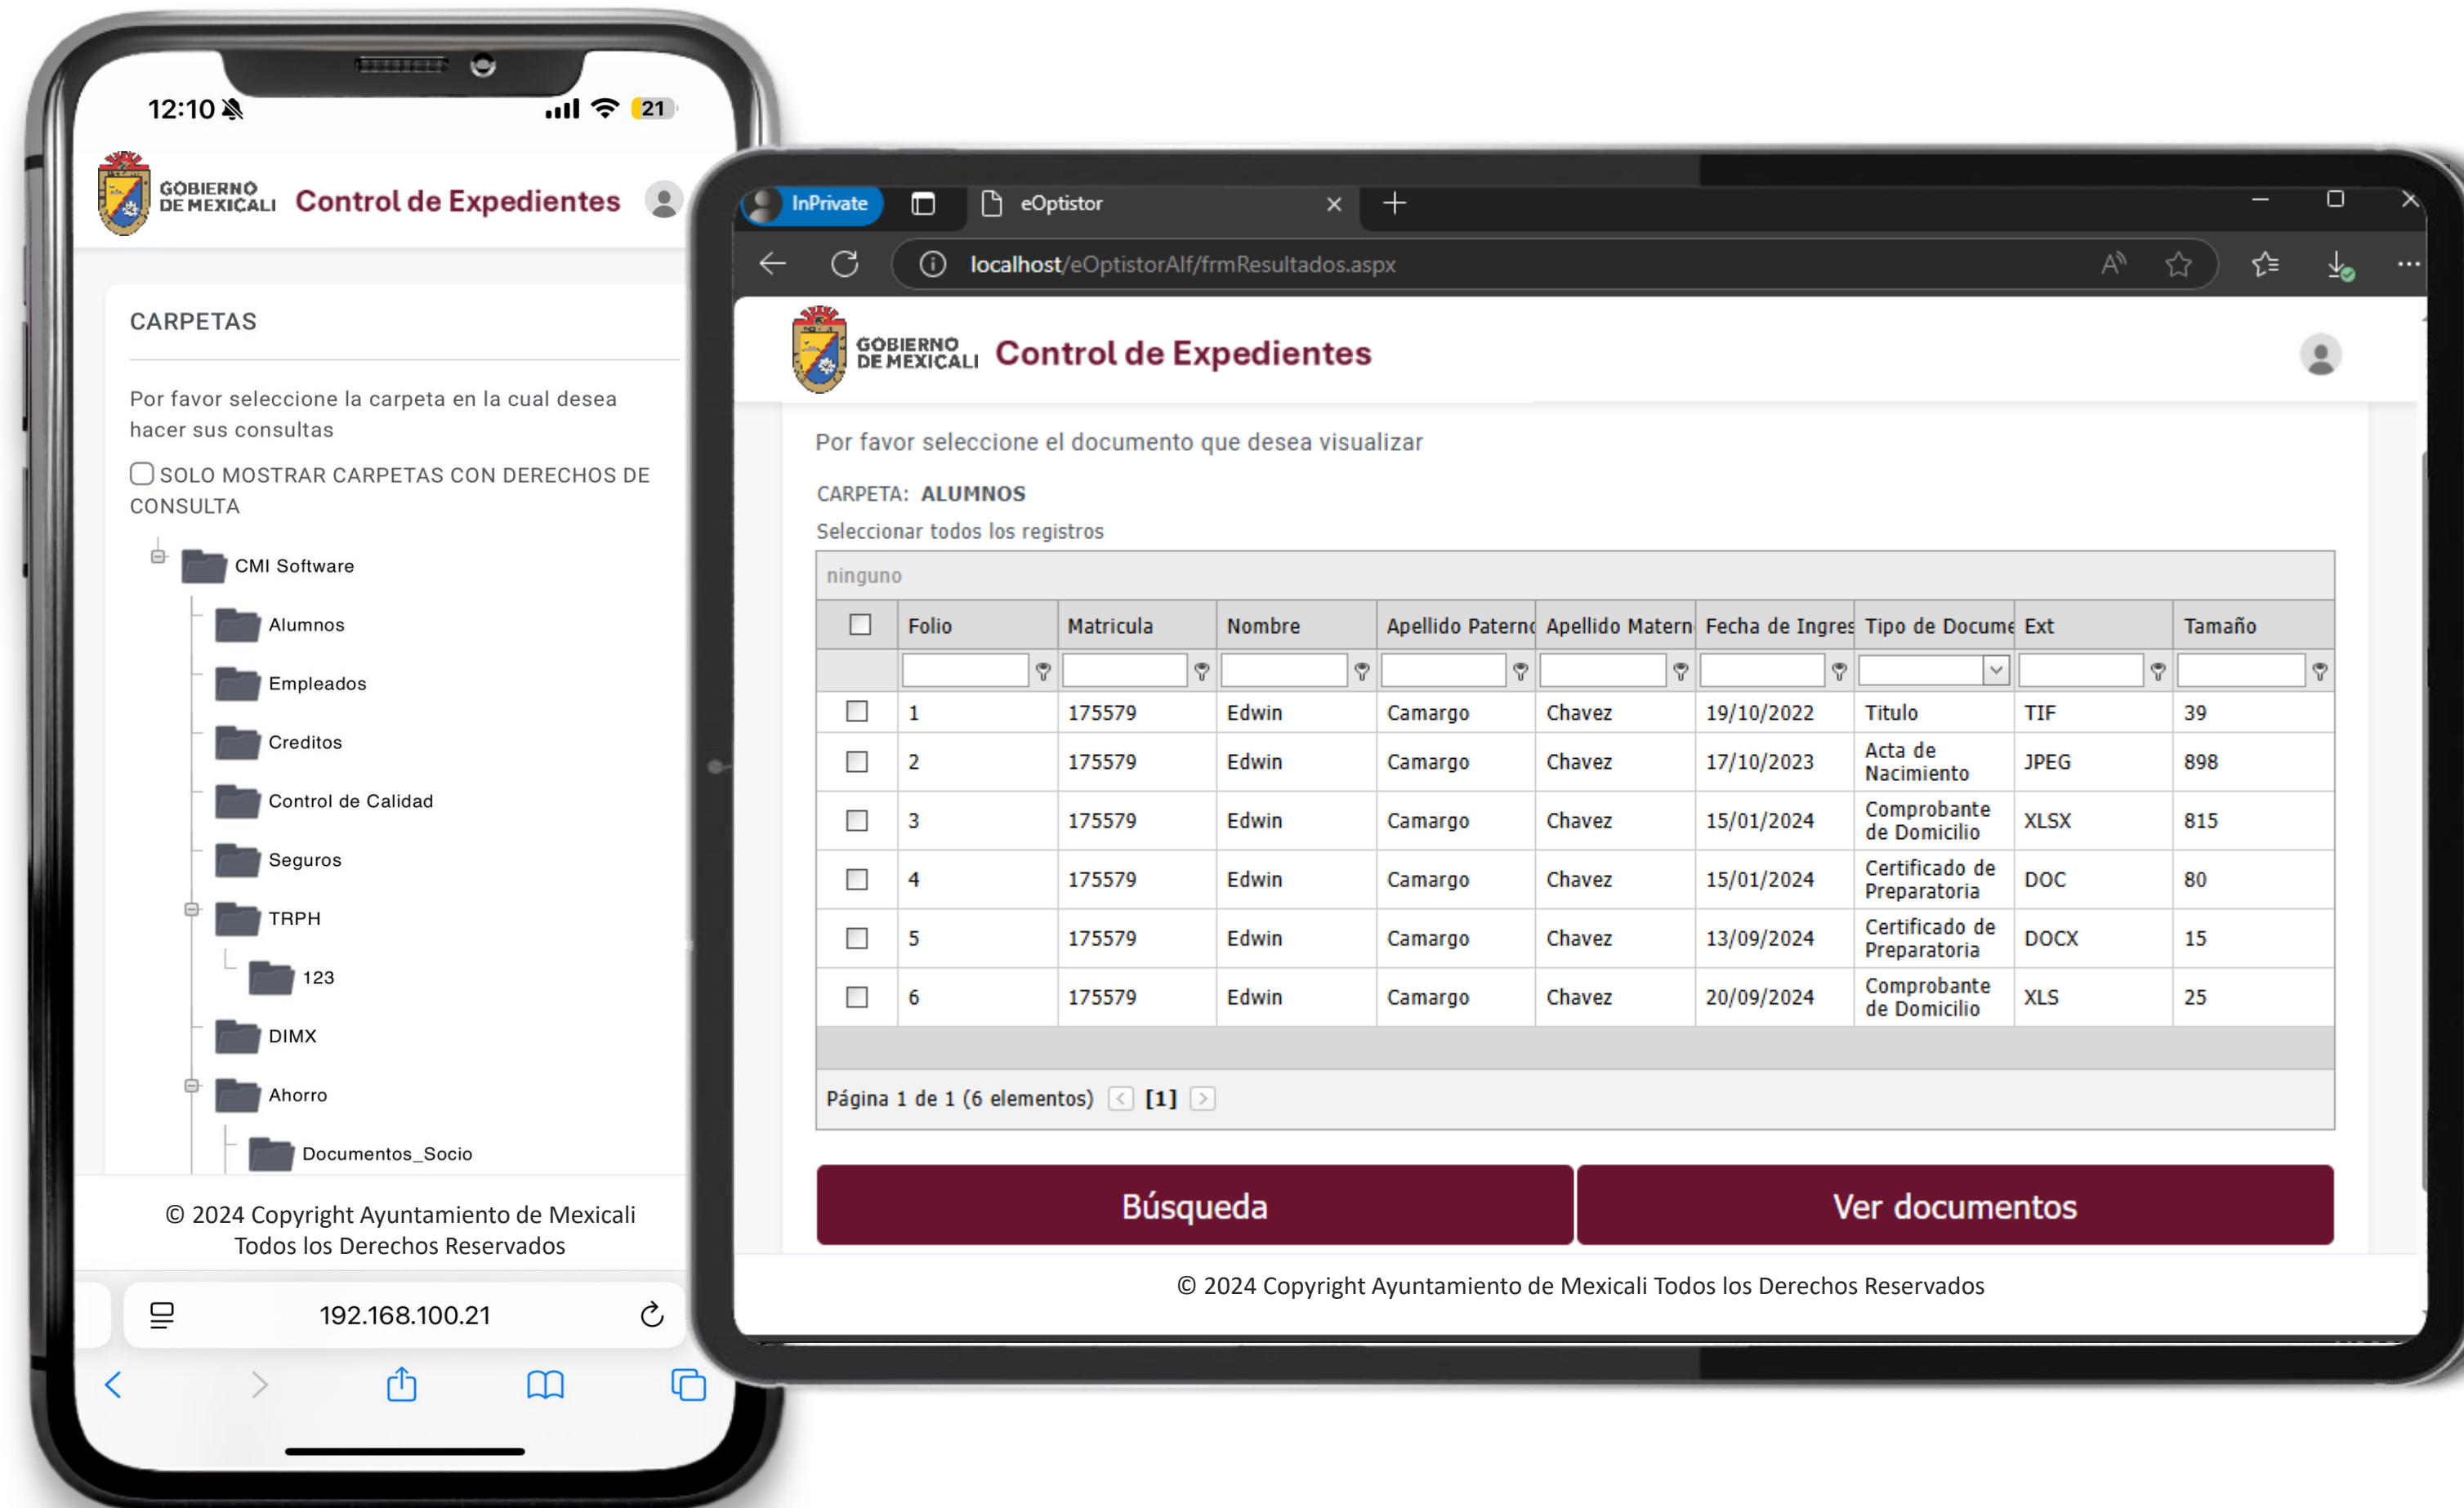 12:10
21
GOBIERNO
DE MEXICALI
Control de Expedientes
CARPETAS
Por favor seleccione la carpeta en la cual desea
hacer sus consultas
SOLO MOSTRAR CARPETAS CON DERECHOS DE
CONSULTA
CMI Software
Alumnos
Empleados
Creditos
Control de Calidad
Seguros
TRPH
123
DIMX
Ahorro
Documentos_Socio
© 2024 Copyright Ayuntamiento de Mexicali
Todos los Derechos Reservados
192.168.100.21
InPrivate
eOptistor
localhost/eOptistorAlf/frmResultados.aspx
GOBIERNO
DE MEXICALI
Control de Expedientes
Por favor seleccione el documento que desea visualizar
CARPETA: ALUMNOS
Seleccionar todos los registros
ninguno
Folio Matricula Nombre Apellido Paterno Apellido Matern Fecha de Ingres Tipo de Docume Ext Tamaño
1 175579 Edwin Camargo Chavez 19/10/2022 Titulo TIF 39
2 175579 Edwin Camargo Chavez 17/10/2023 Acta de Nacimiento JPEG 898
3 175579 Edwin Camargo Chavez 15/01/2024 Comprobante de Domicilio XLSX 815
4 175579 Edwin Camargo Chavez 15/01/2024 Certificado de Preparatoria DOC 80
5 175579 Edwin Camargo Chavez 13/09/2024 Certificado de Preparatoria DOCX 15
6 175579 Edwin Camargo Chavez 20/09/2024 Comprobante de Domicilio XLS 25
Página 1 de 1 (6 elementos) < [1] >
Búsqueda
Ver documentos
© 2024 Copyright Ayuntamiento de Mexicali Todos los Derechos Reservados